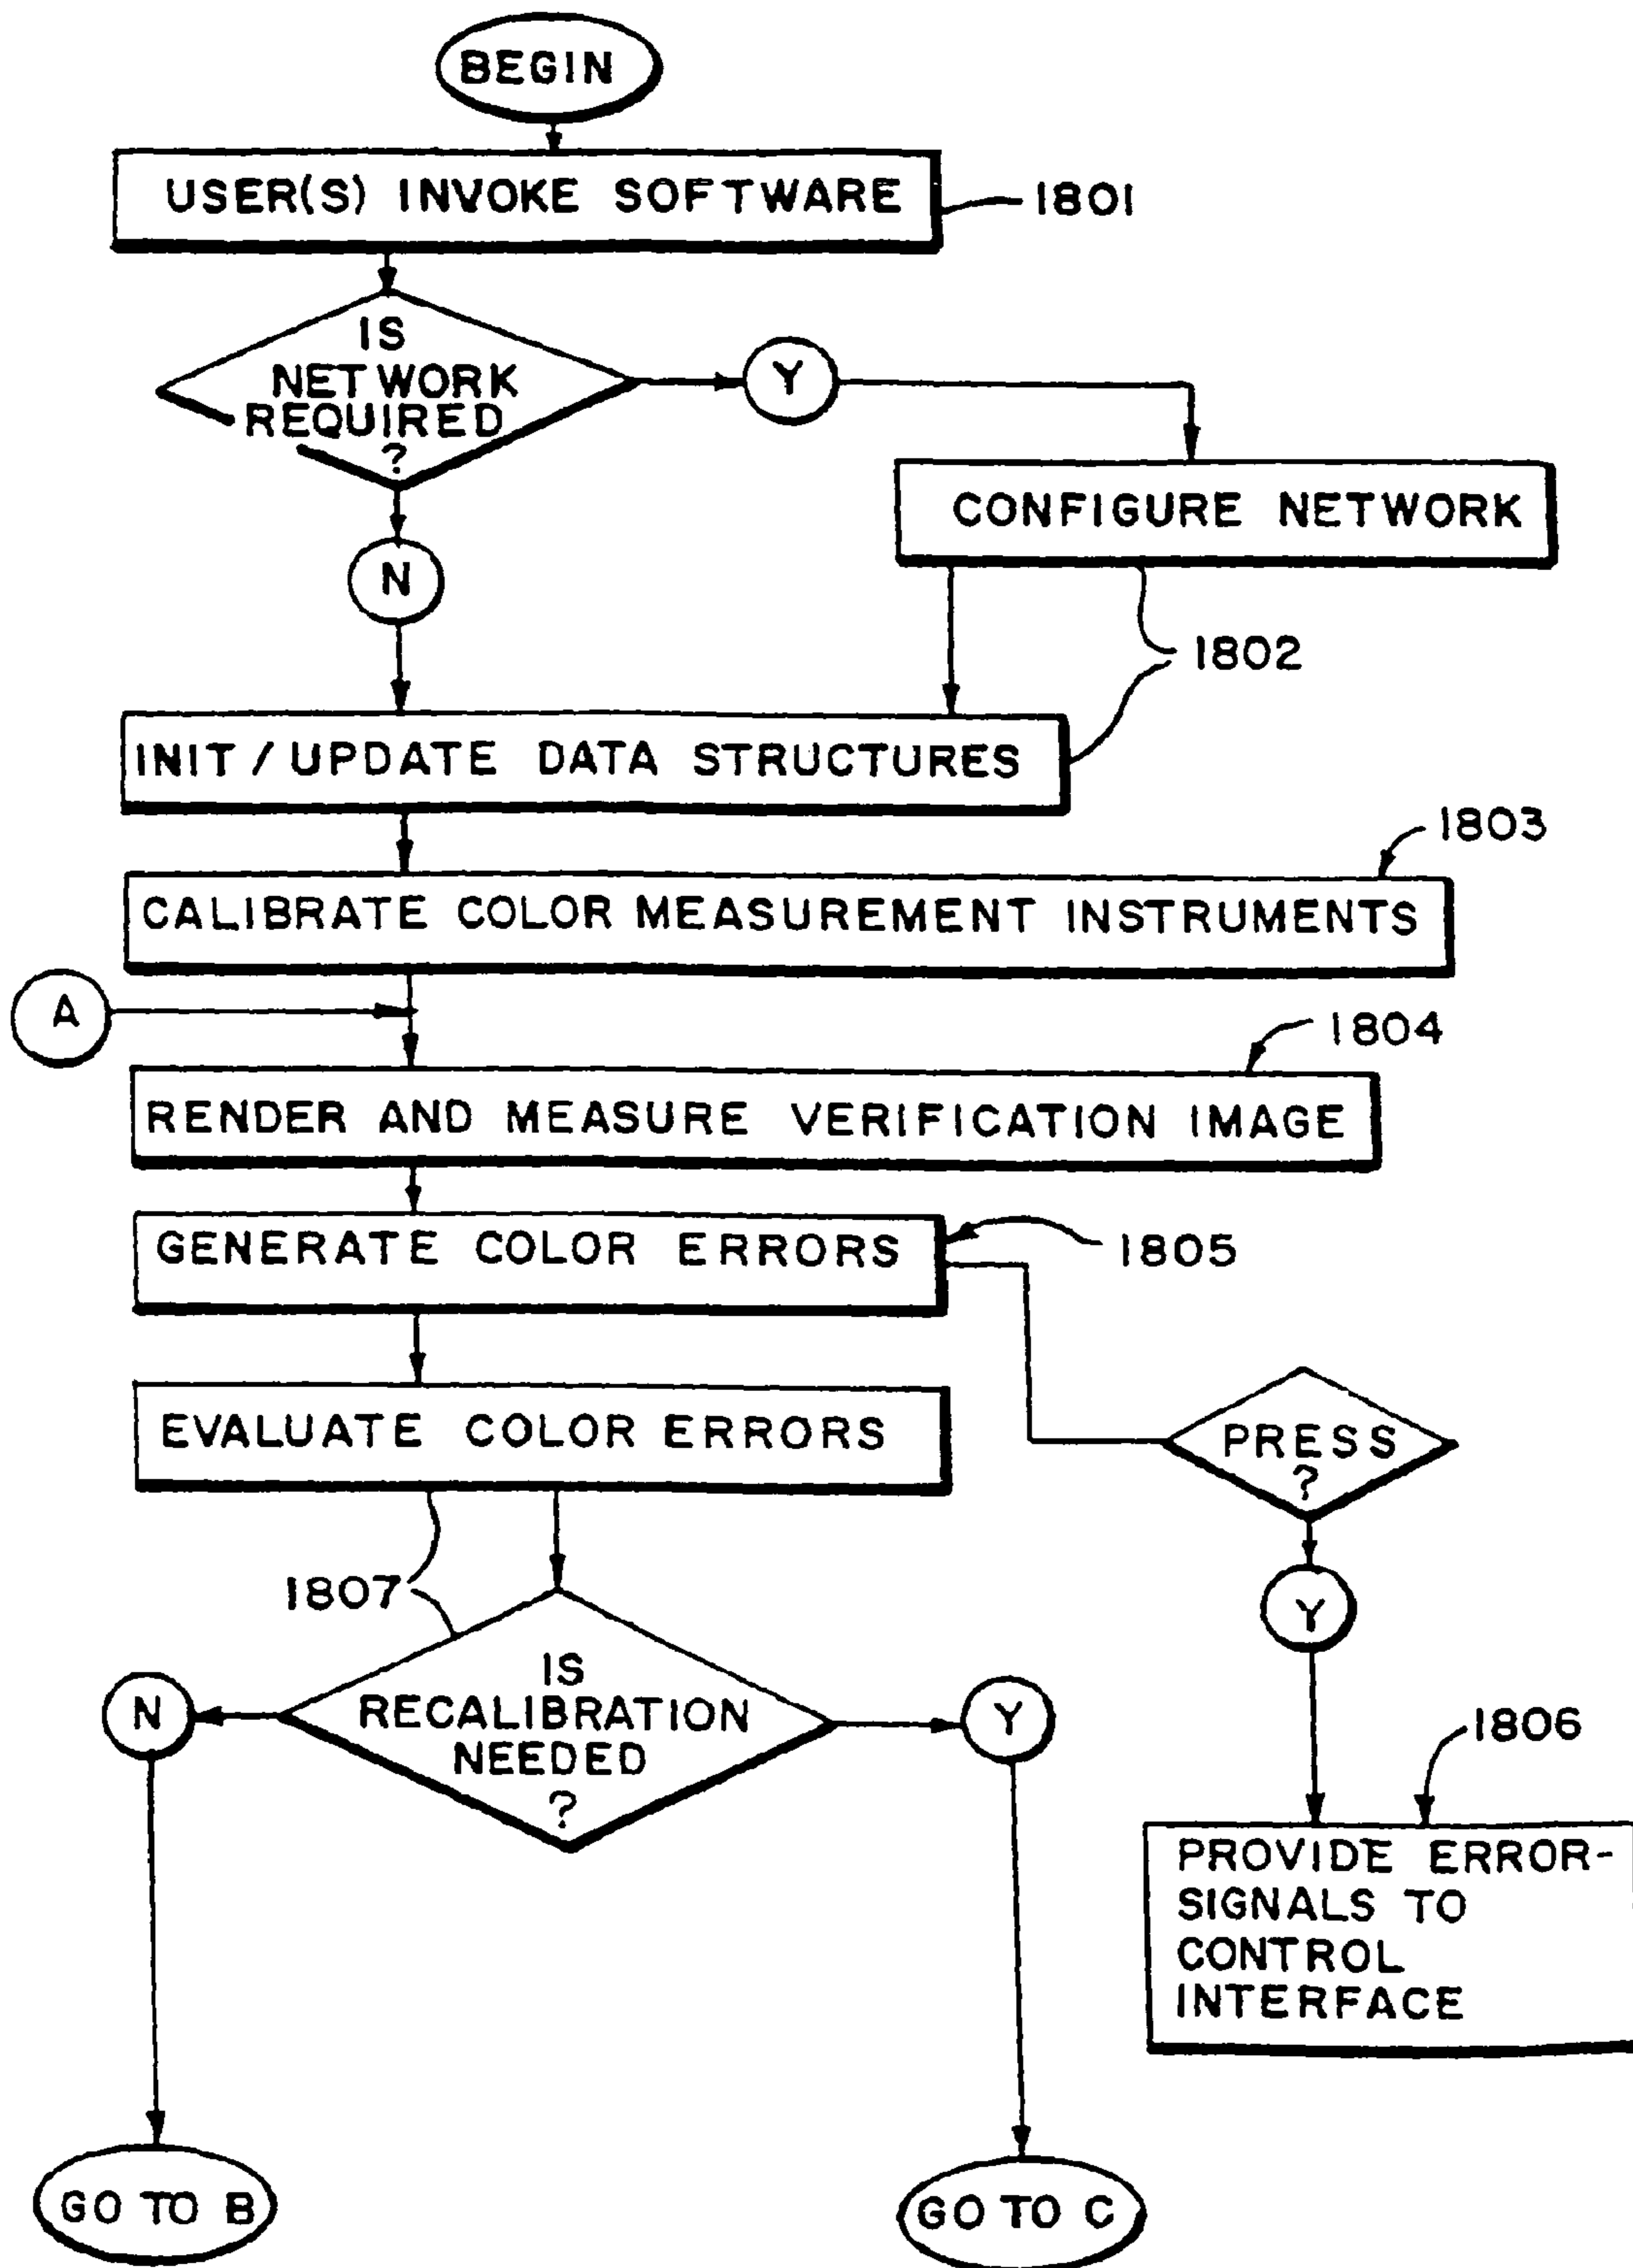 BEGIN
USER(S) INVOKE SOFTWARE
1801
IS
NETWORK
REQUIRED
?
Y
CONFIGURE NETWORK
N
1802
INIT / UPDATE DATA STRUCTURES
1803
CALIBRATE COLOR MEASUREMENT INSTRUMENTS
A
1804
RENDER AND MEASURE VERIFICATION IMAGE
GENERATE COLOR ERRORS
1805
EVALUATE COLOR ERRORS
PRESS
?
1807
Y
IS
RECALIBRATION
NEEDED
?
N
Y
1806
PROVIDE ERROR-
SIGNALS TO
CONTROL
INTERFACE
GO TO B
GO TO C